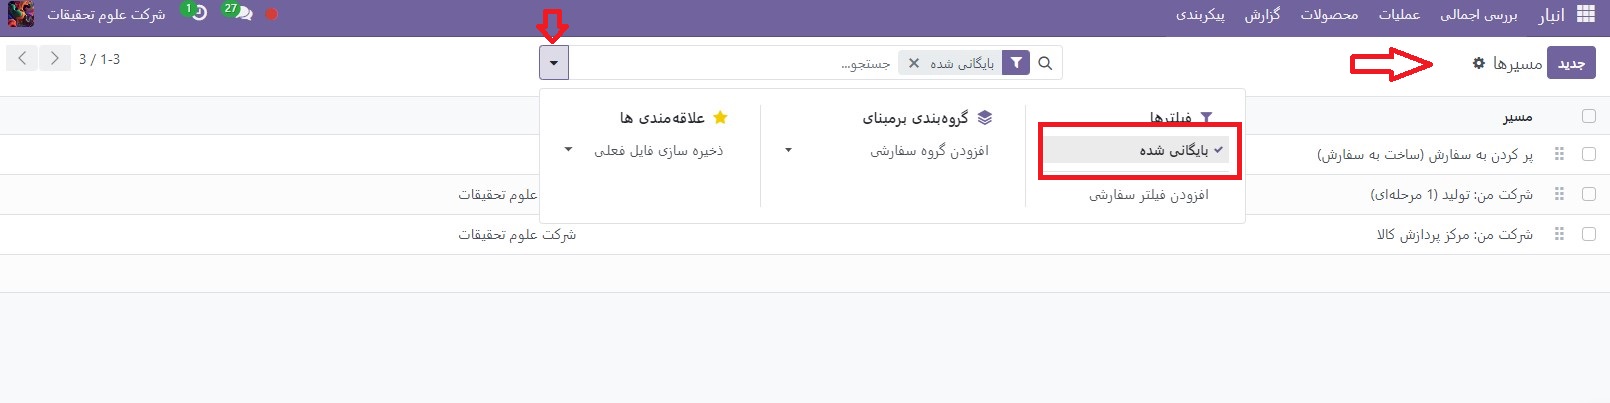 انبار بررسی اجمالی عملیات محصولات گزارش پیکربندی 27 1 شرکت علوم تحقیقات
جدید مسیرها بایگانی شده جستجو... 1-3 / 3
فیلترها گروه‌بندی برمبنای علاقه‌مندی ها
بایگانی شده افزودن گروه سفارشی ذخیره سازی فایل فعلی
افزودن فیلتر سفارشی
مسیر
پر کردن به سفارش (ساخت به سفارش)
شرکت من: تولید (1 مرحله‌ای) علوم تحقیقات
شرکت من: مرکز پردازش کالا شرکت علوم تحقیقات